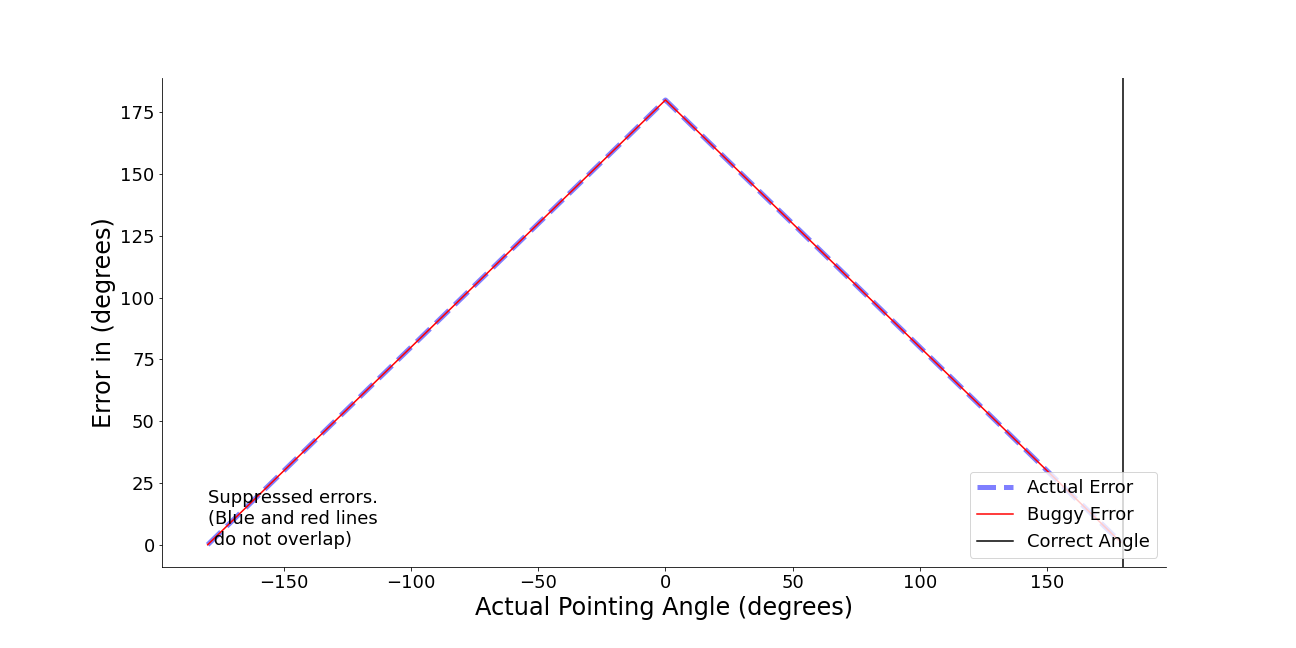 175
150
125
100
75
50
25
0
Error in (degrees)
Suppressed errors.
(Blue and red lines
do not overlap)
Actual Error
Buggy Error
Correct Angle
−150
−100
−50
0
50
100
150
Actual Pointing Angle (degrees)